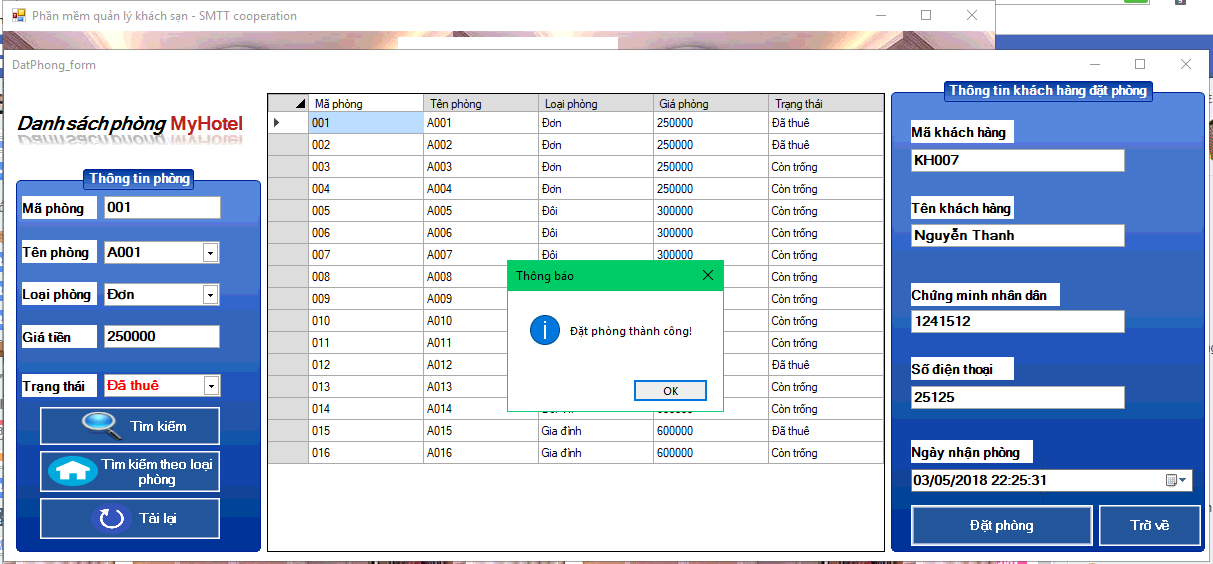 Phần mềm quản lý khách sạn - SMTT cooperation
DatPhong_form
Danh sách phòng MyHotel
Thông tin phòng
Mã phòng 001
Tên phòng A001
Loại phòng Đơn
Giá tiền 250000
Trạng thái Đã thuê
Tìm kiếm
Tìm kiếm theo loại
phòng
Tải lại
Mã phòng Tên phòng Loại phòng Giá phòng Trạng thái
001 A001 Đơn 250000 Đã thuê
002 A002 Đơn 250000 Đã thuê
003 A003 Đơn 250000 Còn trống
004 A004 Đơn 250000 Còn trống
005 A005 Đôi 300000 Còn trống
006 A006 Đôi 300000 Còn trống
007 A007 Đôi 300000 Còn trống
008 A008 Còn trống
009 A009 Còn trống
010 A010 Còn trống
011 A011 Còn trống
012 A012 Đã thuê
013 A013 Còn trống
014 A014 Còn trống
015 A015 Gia đình 600000 Đã thuê
016 A016 Gia đình 600000 Còn trống
Thông báo
Đặt phòng thành công!
OK
Thông tin khách hàng đặt phòng
Mã khách hàng
KH007
Tên khách hàng
Nguyễn Thanh
Chứng minh nhân dân
1241512
Số điện thoại
25125
Ngày nhận phòng
03/05/2018 22:25:31
Đặt phòng
Trở về